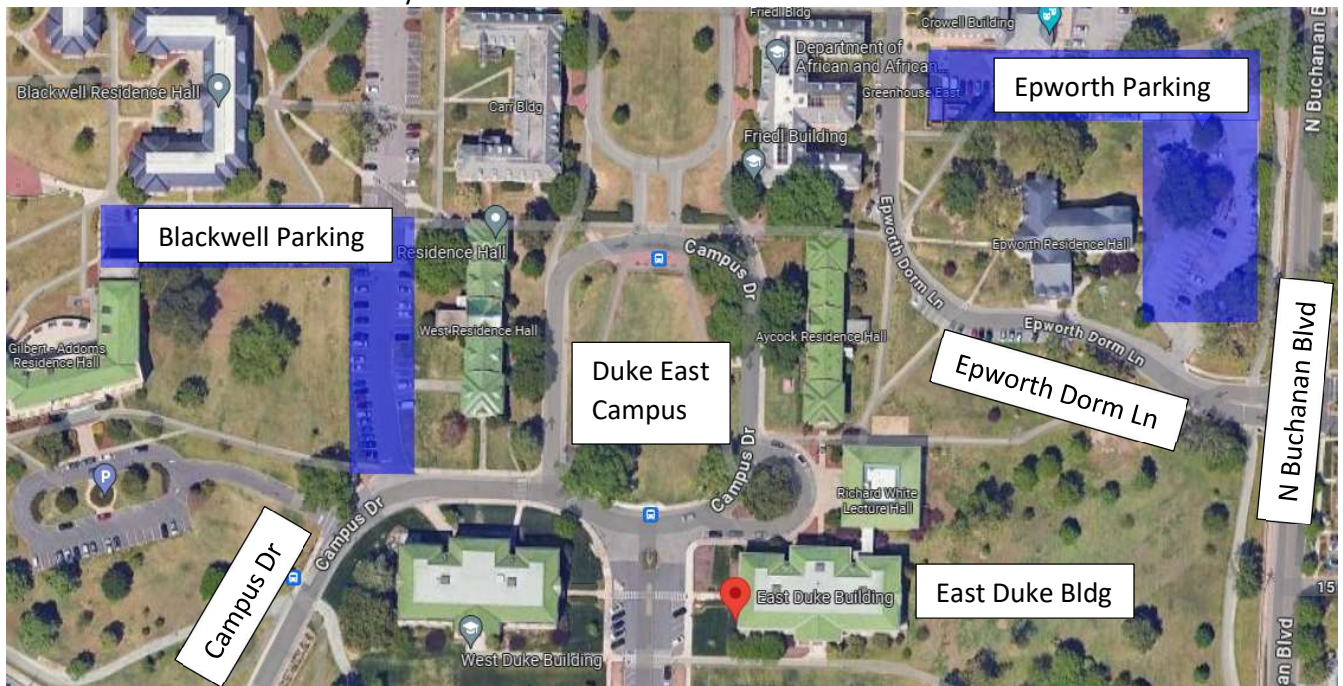 Friedl Bldg
Crowell Building
Department of
African and African...
Blackwell Residence Hall
Carr Bldg
Greenhouse East
Epworth Parking
N Buchanan B
Friedl Building
Blackwell Parking
Residence Hall
Campus Dr
Epworth Dorm Ln
Epworth Residence Hall
West Residence Hall
Aycock Residence Hall
Gilbert - Addoms
Residence Hall
Duke East
Campus
Epworth Dorm Ln
Epworth Dorm Ln
N Buchanan Blvd
P
Campus Dr
Richard White
Lecture Hall
Campus Dr
Campus Dr
East Duke Building
East Duke Bldg
15
West Duke Building
an Blvd